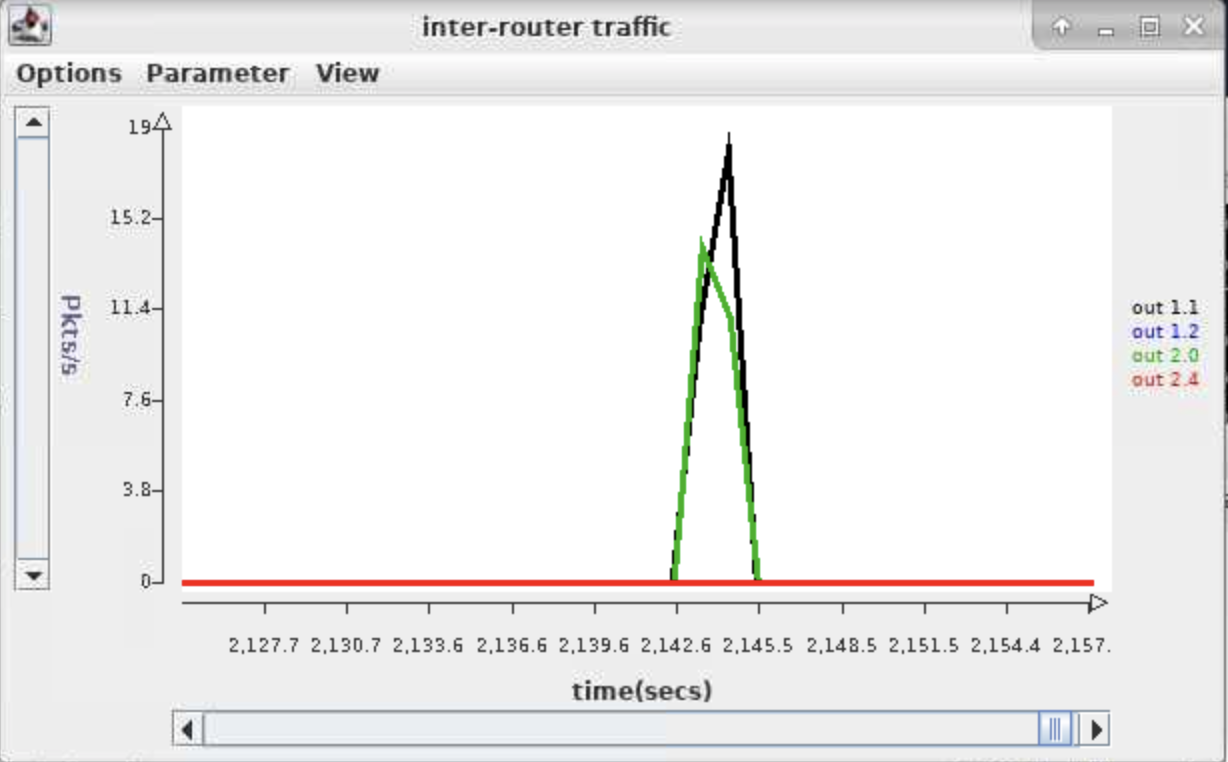 inter-router traffic
Options Parameter View
19
15.2
11.4
7.6
3.8
0
Pkts/s
out 1.1
out 1.2
out 2.0
out 2.4
2,127.7 2,130.7 2,133.6 2,136.6 2,139.6 2,142.6 2,145.5 2,148.5 2,151.5 2,154.4 2,157.
time(secs)